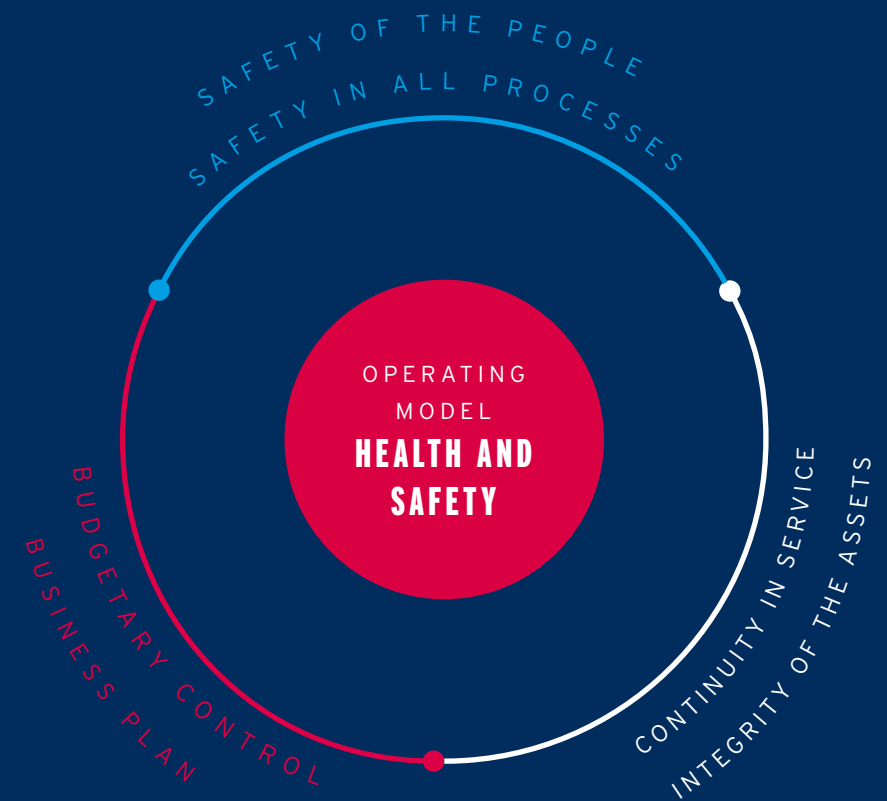 SAFETY OF THE PEOPLE
SAFETY IN ALL PROCESSES
OPERATING
MODEL
HEALTH AND
SAFETY
CONTINUITY IN SERVICE
INTEGRITY OF THE ASSETS
BUDGETARY CONTROL
BUSINESS PLAN